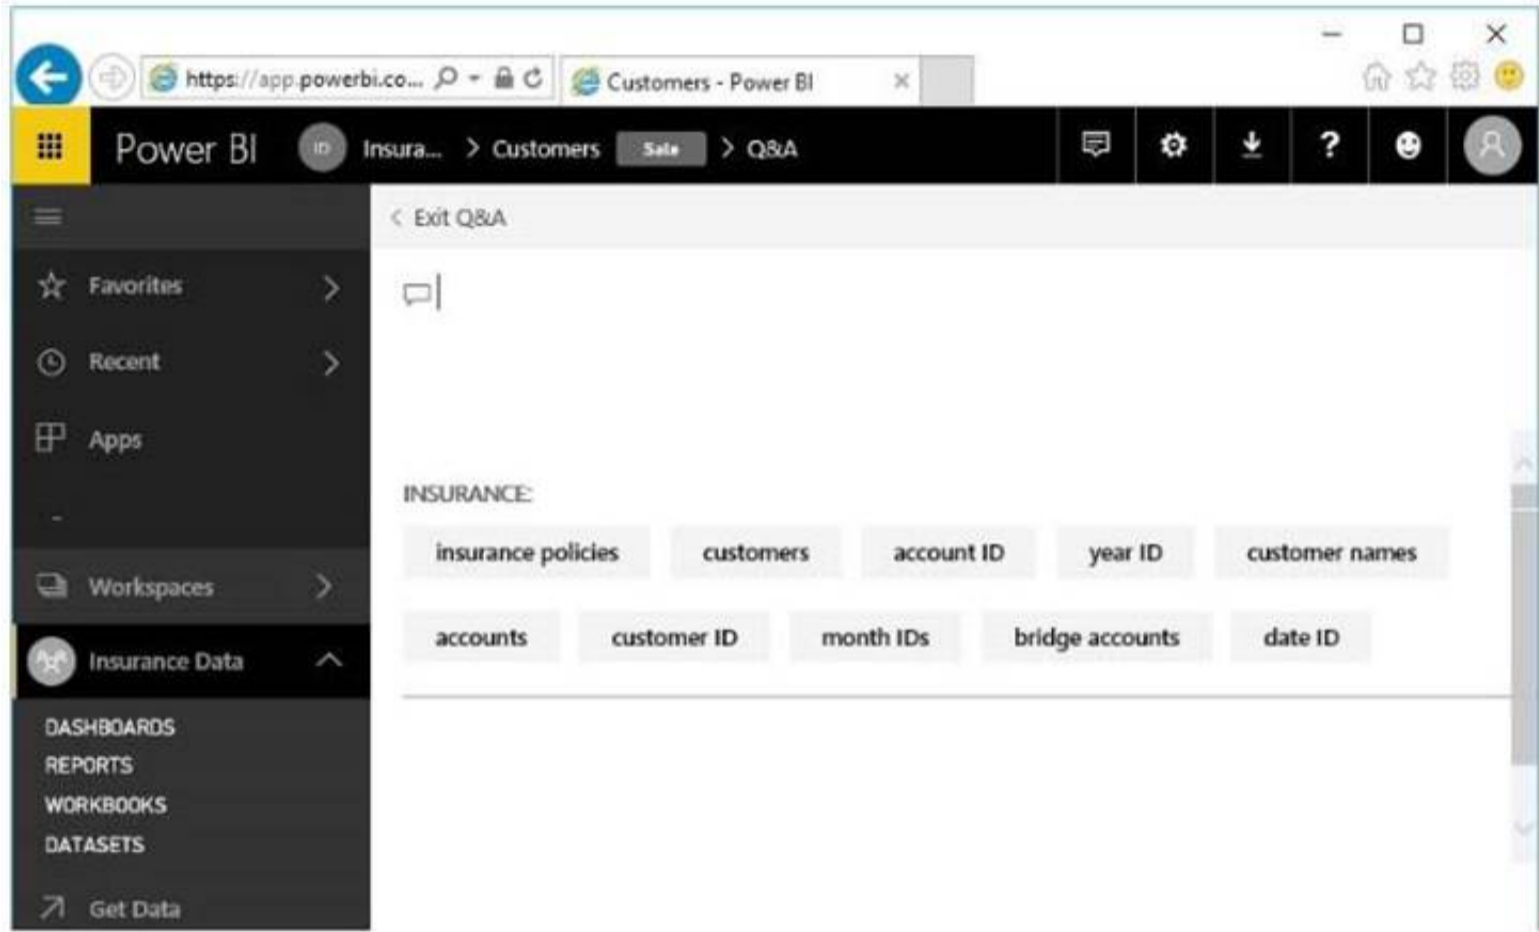 https://app.powerbi.co... Customers - Power BI
Power BI ID Insura... > Customers Sale > Q&A
< Exit Q&A
Favorites
Recent
Apps
Workspaces
Insurance Data
DASHBOARDS
REPORTS
WORKBOOKS
DATASETS
Get Data
INSURANCE:
insurance policies customers account ID year ID customer names
accounts customer ID month IDs bridge accounts date ID